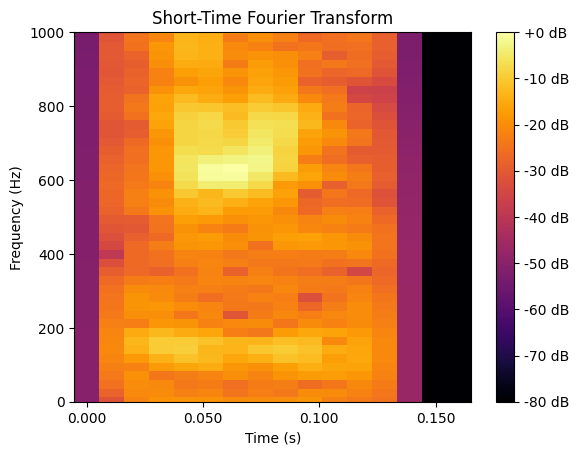 Short-Time Fourier Transform
Frequency (Hz)
1000
800
600
400
200
0
0.000 0.050 0.100 0.150
Time (s)
+0 dB
-10 dB
-20 dB
-30 dB
-40 dB
-50 dB
-60 dB
-70 dB
-80 dB